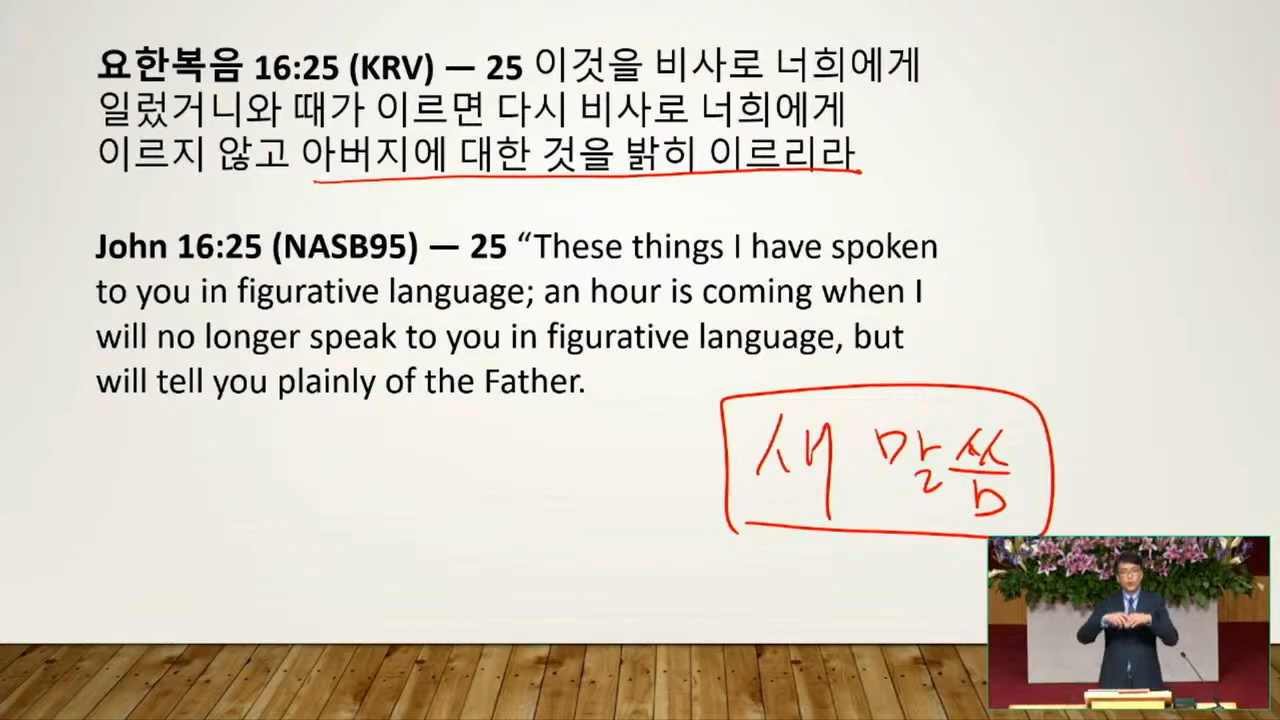 요한복음 16:25 (KRV) — 25 이것을 비사로 너희에게
일렀거니와 때가 이르면 다시 비사로 너희에게
이르지 않고 아버지에 대한 것을 밝히 이르리라
John 16:25 (NASB95) — 25 “These things I have spoken
to you in figurative language; an hour is coming when I
will no longer speak to you in figurative language, but
will tell you plainly of the Father.
새 말씀